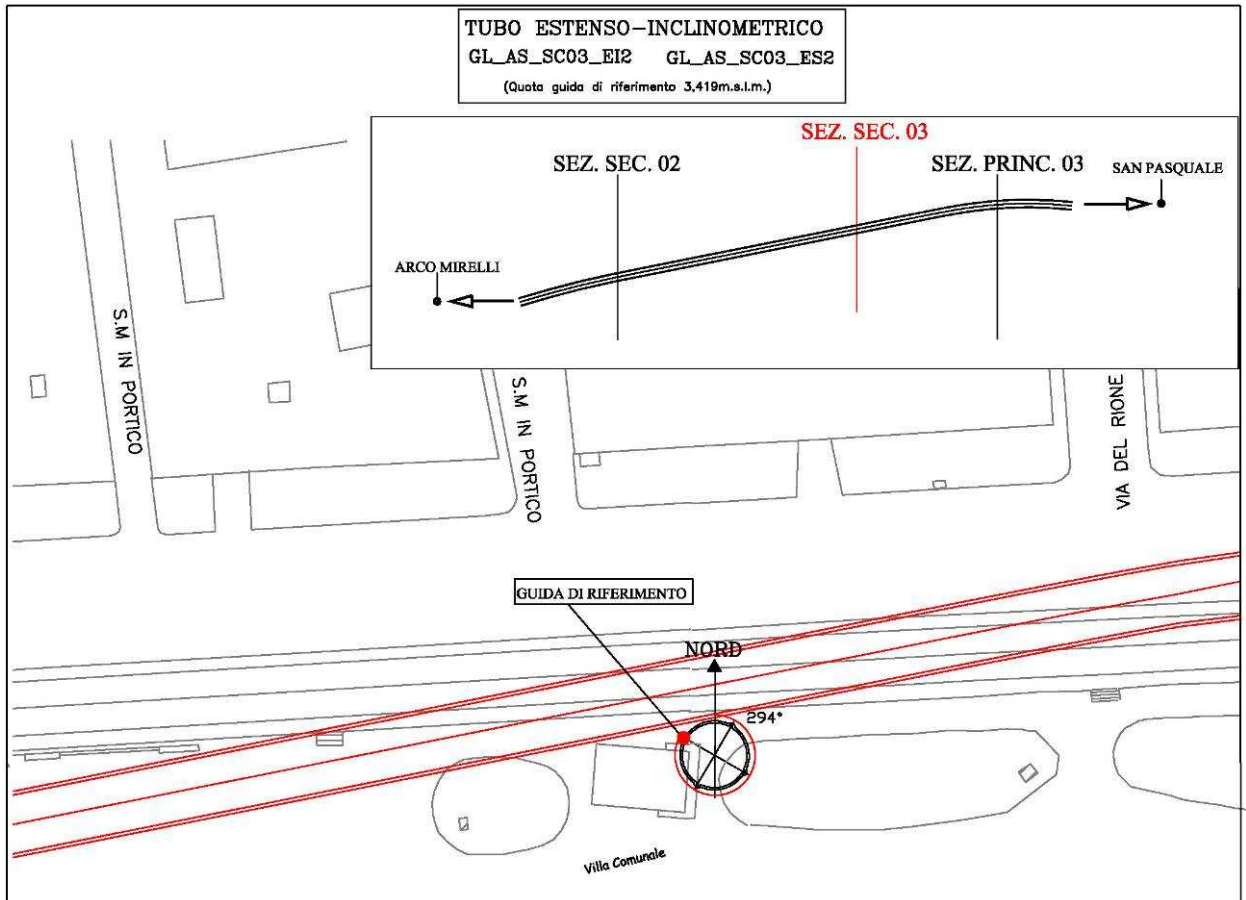 TUBO ESTENSO-INCLINOMETRICO
GL_AS_SC03_EI2 GL_AS_SC03_ES2
(Quota guida di riferimento 3,419m.s.l.m.)
SEZ. SEC. 03
SEZ. SEC. 02
SEZ. PRINC. 03
SAN PASQUALE
ARCO MIRELLI
S.M IN PORTICO
S.M IN PORTICO
VIA DEL RIONE
GUIDA DI RIFERIMENTO
NORD
294°
Villa Comunale